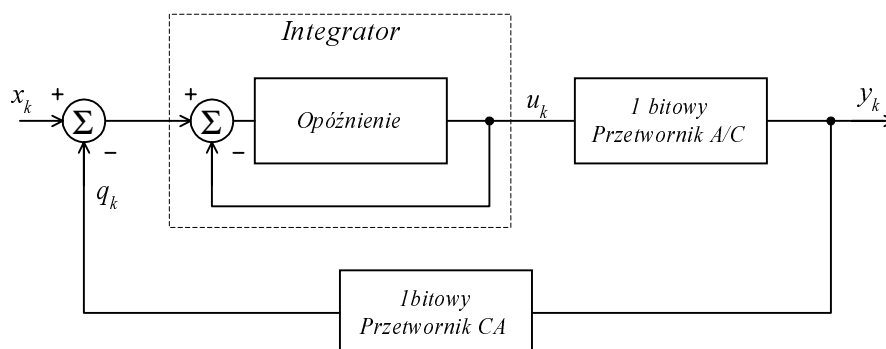 Integrator
x_k
+
Σ
−
q_k
+
Σ
−
Opóźnienie
u_k
1 bitowy
Przetwornik A/C
y_k
1bitowy
Przetwornik CA